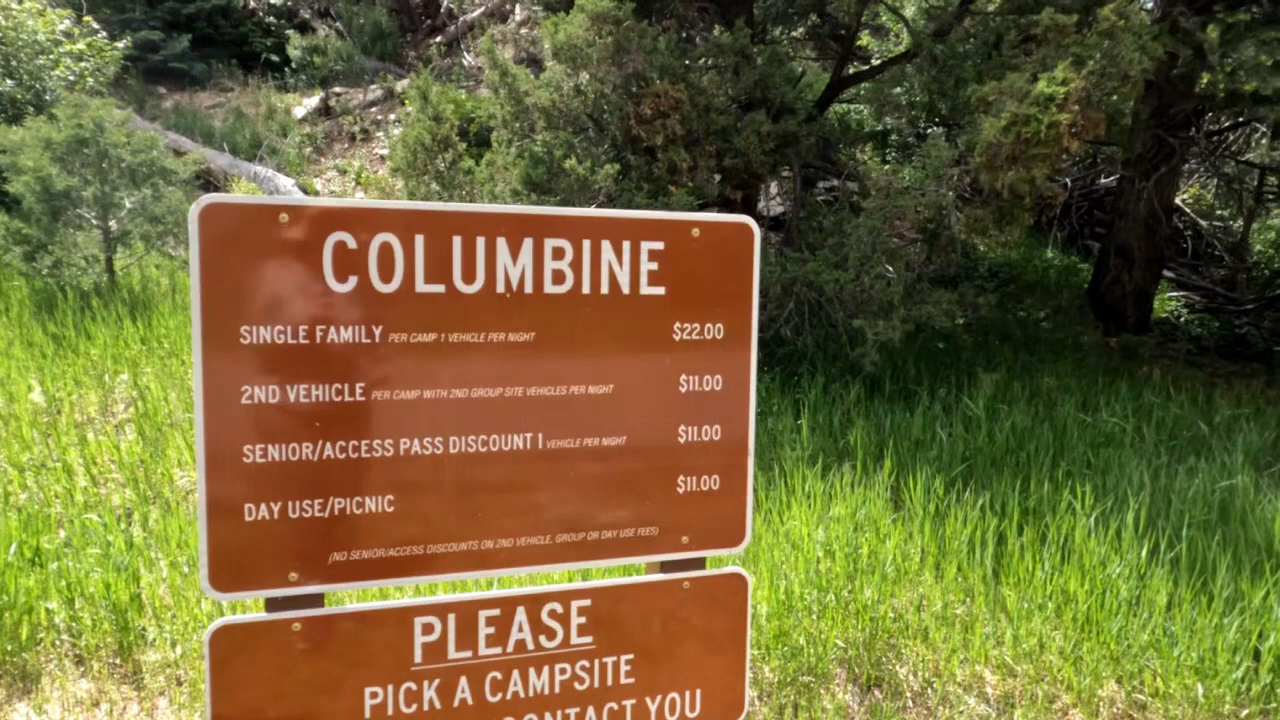 COLUMBINE
SINGLE FAMILY PER CAMP 1 VEHICLE PER NIGHT $22.00
2ND VEHICLE PER CAMP WITH 2ND GROUP SITE VEHICLES PER NIGHT $11.00
SENIOR/ACCESS PASS DISCOUNT 1 VEHICLE PER NIGHT $11.00
DAY USE/PICNIC $11.00
(NO SENIOR/ACCESS DISCOUNTS ON 2ND VEHICLE, GROUP OR DAY USE FEES)
PLEASE
PICK A CAMPSITE
CONTACT YOU